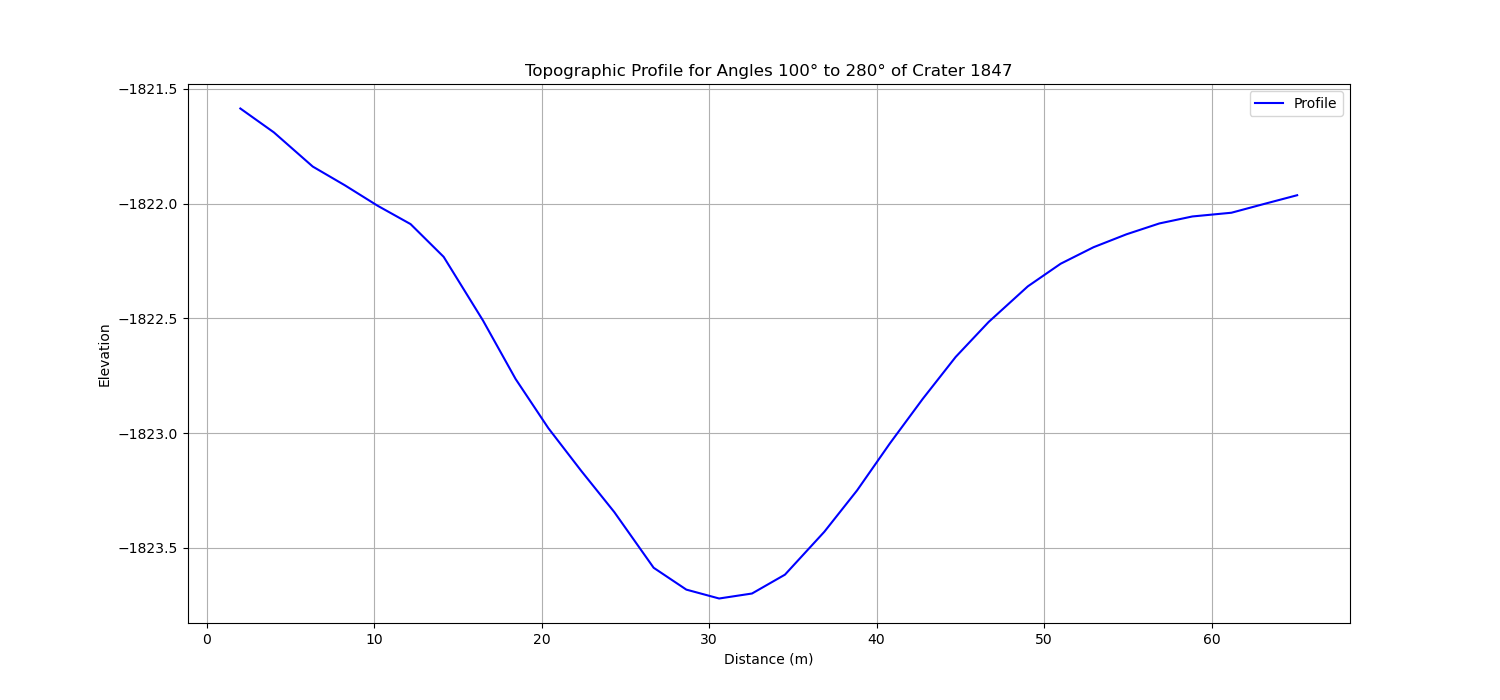 Topographic Profile for Angles 100° to 280° of Crater 1847
Profile
Elevation
−1821.5
−1822.0
−1822.5
−1823.0
−1823.5
0 10 20 30 40 50 60
Distance (m)